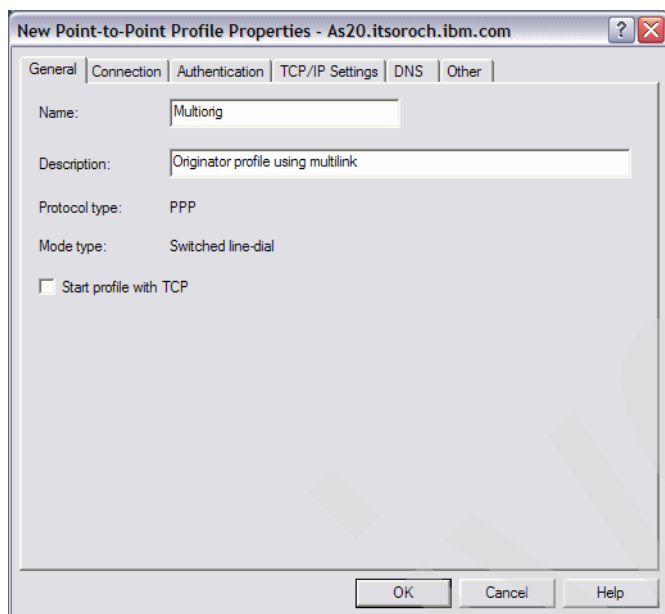 New Point-to-Point Profile Properties - As20.itsoroch.ibm.com
General Connection Authentication TCP/IP Settings DNS Other
Name: Multiorig
Description: Originator profile using multilink
Protocol type: PPP
Mode type: Switched line-dial
Start profile with TCP
OK Cancel Help